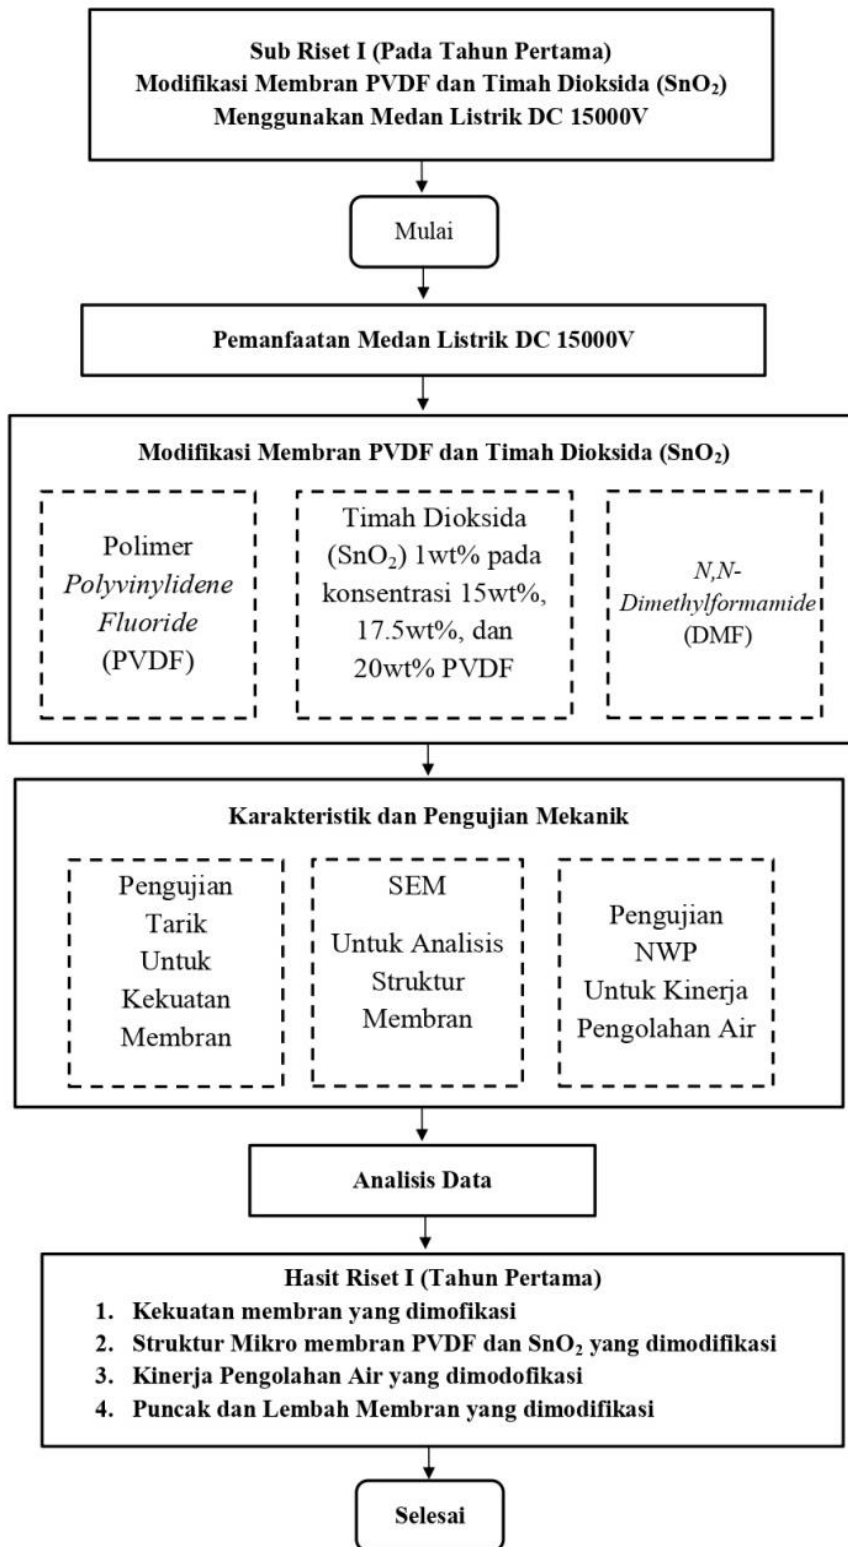 Sub Riset I (Pada Tahun Pertama)
Modifikasi Membran PVDF dan Timah Dioksida (SnO₂)
Menggunakan Medan Listrik DC 15000V
Mulai
Pemanfaatan Medan Listrik DC 15000V
Modifikasi Membran PVDF dan Timah Dioksida (SnO₂)
Polimer
Polyvinylidene
Fluoride
(PVDF)
Timah Dioksida
(SnO₂) 1wt% pada
konsentrasi 15wt%,
17.5wt%, dan
20wt% PVDF
N,N-
Dimethylformamide
(DMF)
Karakteristik dan Pengujian Mekanik
Pengujian
Tarik
Untuk
Kekuatan
Membran
SEM
Untuk Analisis
Struktur
Membran
Pengujian
NWP
Untuk Kinerja
Pengolahan Air
Analisis Data
Hasit Riset I (Tahun Pertama)
1. Kekuatan membran yang dimofikasi
2. Struktur Mikro membran PVDF dan SnO₂ yang dimodifikasi
3. Kinerja Pengolahan Air yang dimodofikasi
4. Puncak dan Lembah Membran yang dimodifikasi
Selesai